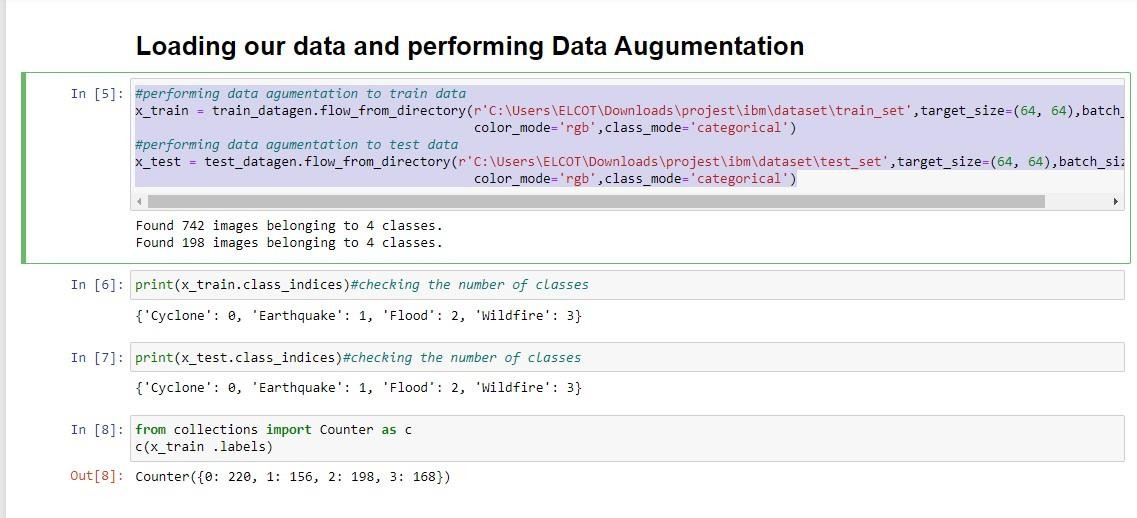 Loading our data and performing Data Augumentation
In [5]: #performing data agumentation to train data
x_train = train_datagen.flow_from_directory(r'C:\Users\ELCOT\Downloads\projest\ibm\dataset\train_set',target_size=(64, 64),batch_
color_mode='rgb',class_mode='categorical')
#performing data agumentation to test data
x_test = test_datagen.flow_from_directory(r'C:\Users\ELCOT\Downloads\projest\ibm\dataset\test_set',target_size=(64, 64),batch_siz
color_mode='rgb',class_mode='categorical')
Found 742 images belonging to 4 classes.
Found 198 images belonging to 4 classes.
In [6]: print(x_train.class_indices)#checking the number of classes
{'Cyclone': 0, 'Earthquake': 1, 'Flood': 2, 'Wildfire': 3}
In [7]: print(x_test.class_indices)#checking the number of classes
{'Cyclone': 0, 'Earthquake': 1, 'Flood': 2, 'Wildfire': 3}
In [8]: from collections import Counter as c
c(x_train .labels)
Out[8]: Counter({0: 220, 1: 156, 2: 198, 3: 168})